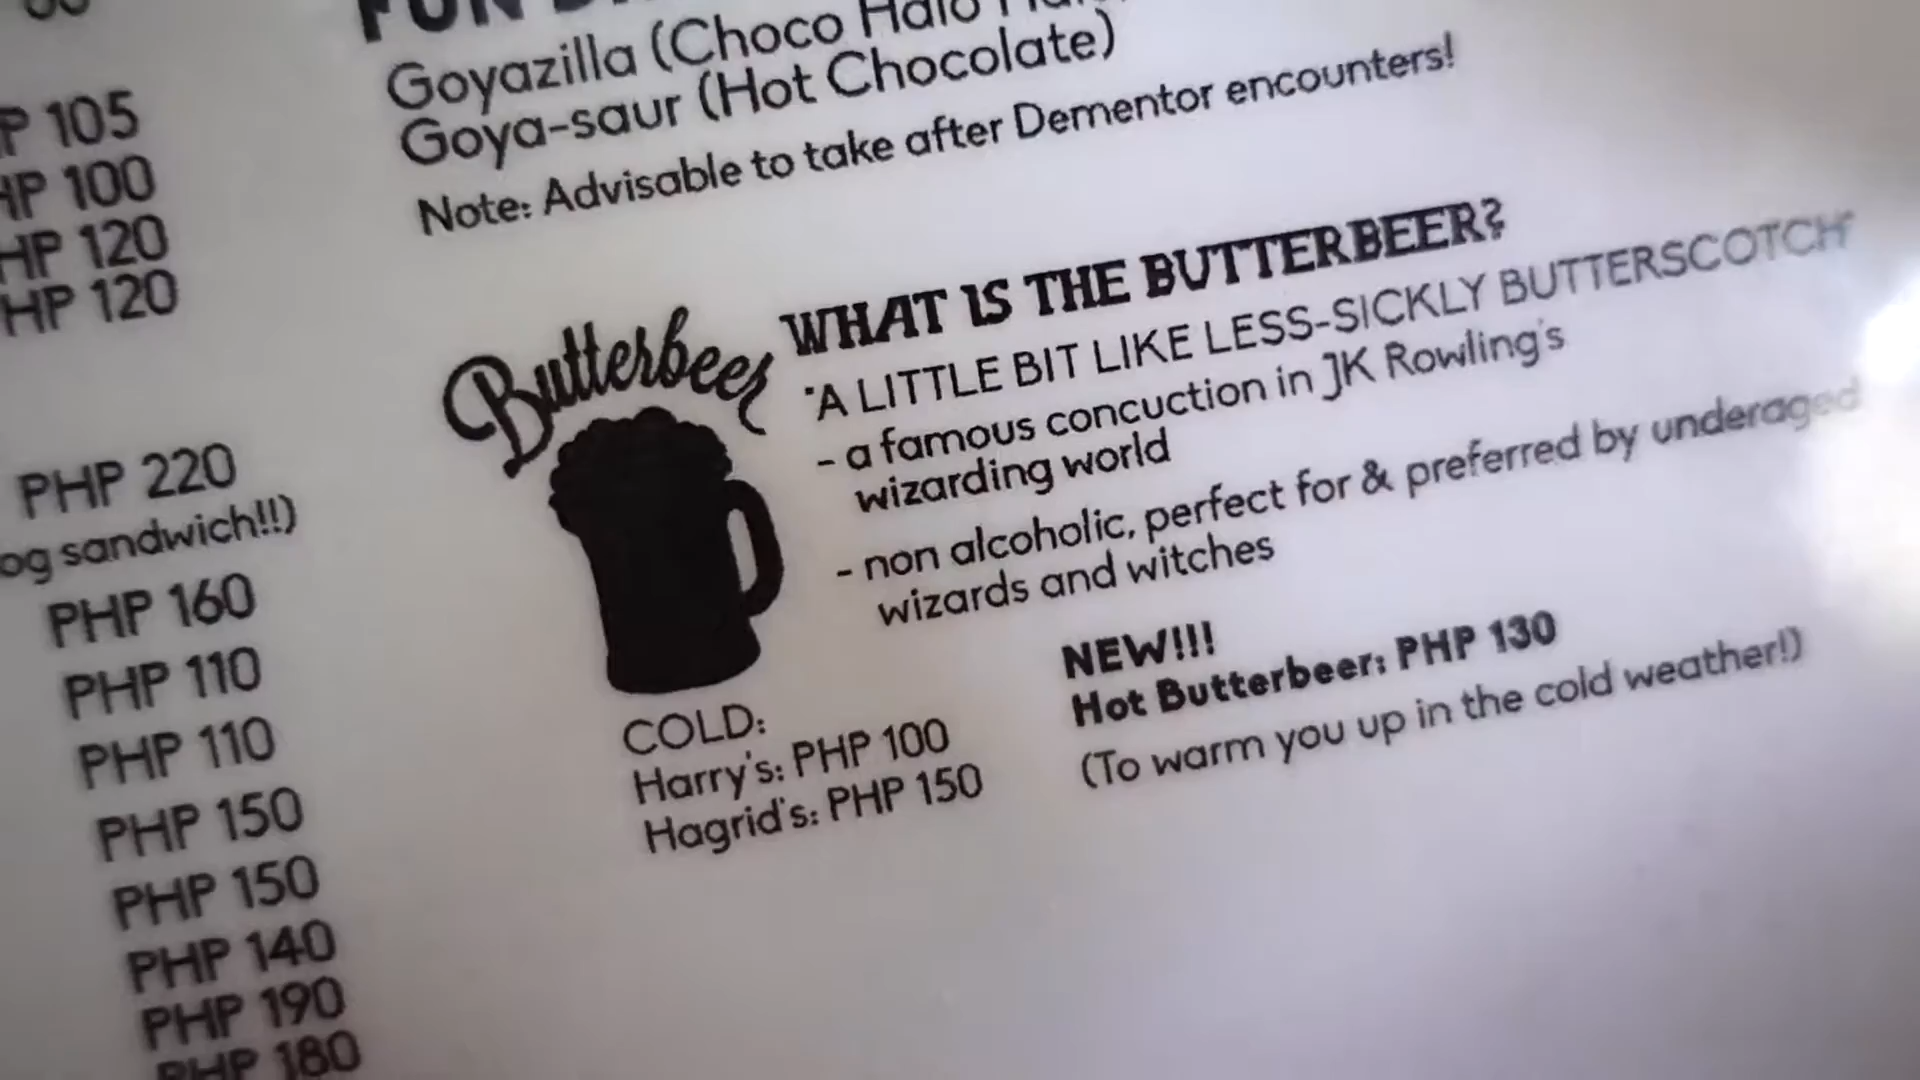 105
100
120
120
PHP 220
sandwich!!)
PHP 160
PHP 110
PHP 110
PHP 150
PHP 150
PHP 140
PHP 190
PHP 180
FUN
Goyazilla (Choco Halo
Goya-saur (Hot Chocolate)
Note: Advisable to take after Dementor encounters!
Butterbeer
WHAT IS THE BUTTERBEER?
"A LITTLE BIT LIKE LESS-SICKLY BUTTERSCOTCH"
- a famous concuction in JK Rowling's
wizarding world
- non alcoholic, perfect for & preferred by underaged
wizards and witches
COLD:
Harry's: PHP 100
Hagrid's: PHP 150
NEW!!!
Hot Butterbeer: PHP 130
(To warm you up in the cold weather!)